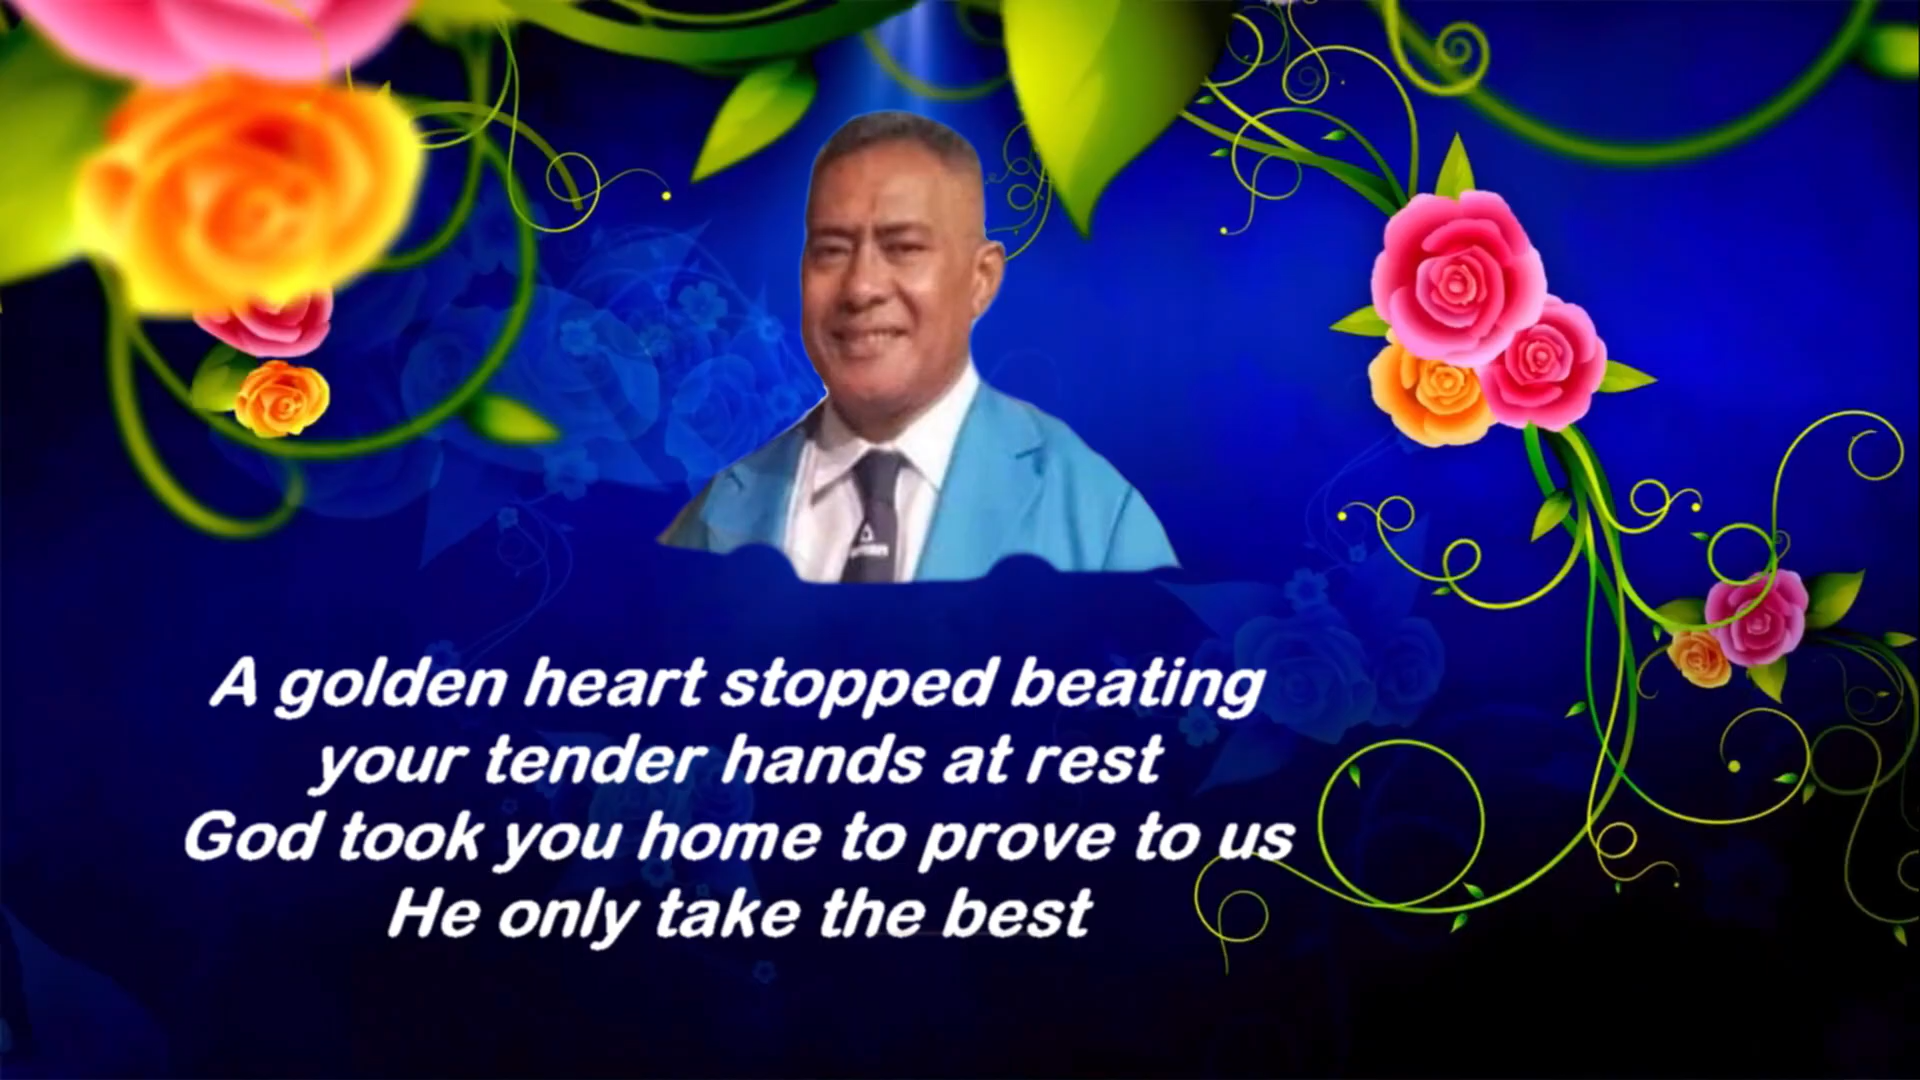 A golden heart stopped beating
your tender hands at rest
God took you home to prove to us
He only take the best